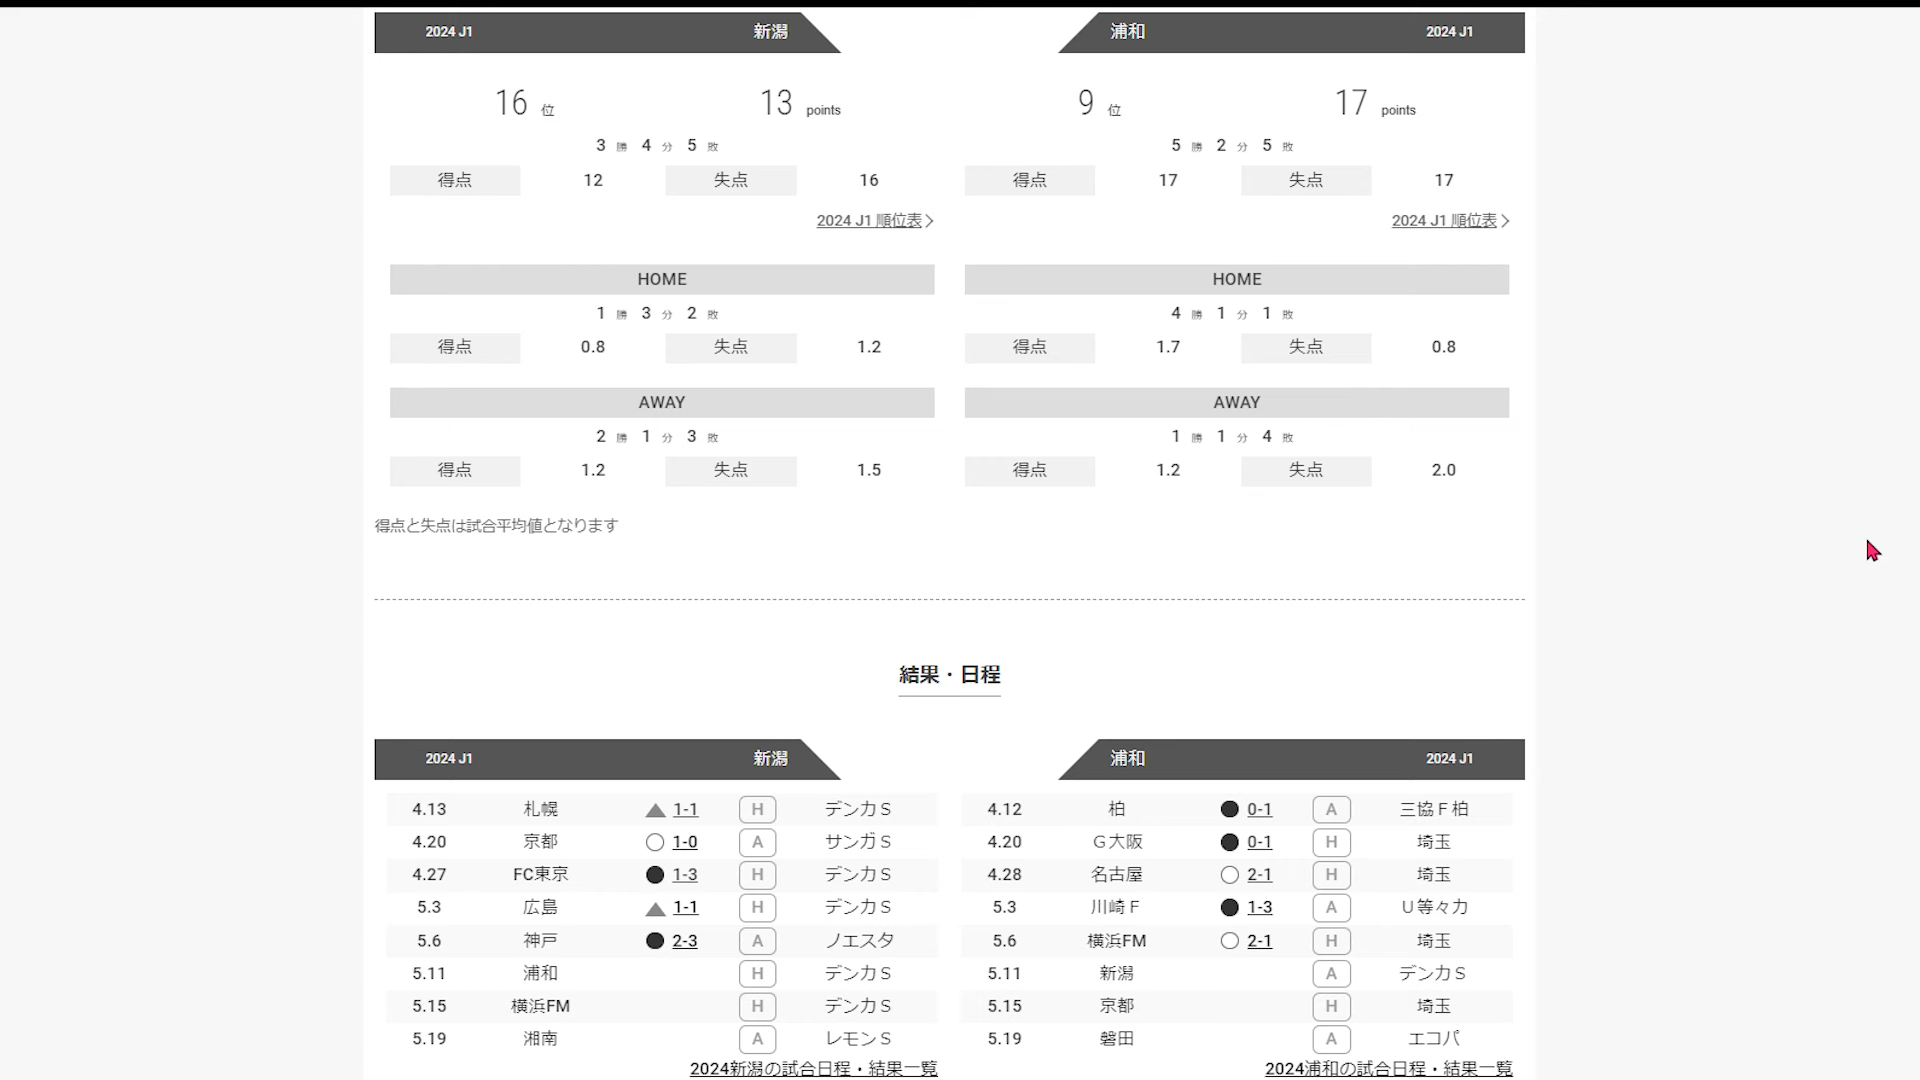 2024 J1 新潟
16 位 13 points
3 勝 4 分 5 敗
得点 12 失点 16
2024 J1 順位表
HOME
1 勝 3 分 2 敗
得点 0.8 失点 1.2
AWAY
2 勝 1 分 3 敗
得点 1.2 失点 1.5
浦和 2024 J1
9 位 17 points
5 勝 2 分 5 敗
得点 17 失点 17
2024 J1 順位表
HOME
4 勝 1 分 1 敗
得点 1.7 失点 0.8
AWAY
1 勝 1 分 4 敗
得点 1.2 失点 2.0
得点と失点は試合平均値となります
結果・日程
2024 J1 新潟
4.13 札幌 1-1 H デンカS
4.20 京都 1-0 A サンガS
4.27 FC東京 1-3 H デンカS
5.3 広島 1-1 H デンカS
5.6 神戸 2-3 A ノエスタ
5.11 浦和 H デンカS
5.15 横浜FM H デンカS
5.19 湘南 A レモンS
2024新潟の試合日程・結果一覧
浦和 2024 J1
4.12 柏 0-1 A 三協F柏
4.20 G大阪 0-1 H 埼玉
4.28 名古屋 2-1 H 埼玉
5.3 川崎F 1-3 A U等々力
5.6 横浜FM 2-1 H 埼玉
5.11 新潟 A デンカS
5.15 京都 H 埼玉
5.19 磐田 A エコパ
2024浦和の試合日程・結果一覧